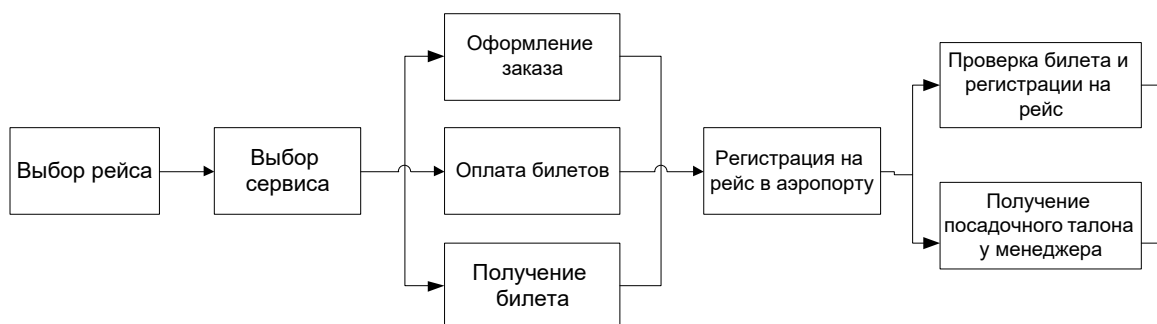 Выбор рейса
Выбор
сервиса
Оформление
заказа
Оплата билетов
Получение
билета
Регистрация на
рейс в аэропорту
Проверка билета и
регистрации на
рейс
Получение
посадочного талона
у менеджера